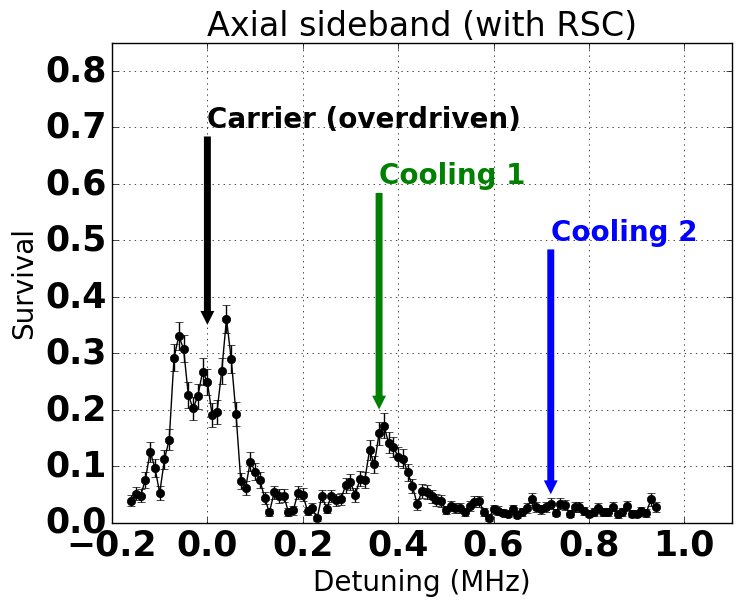 Axial sideband (with RSC)
0.8
0.7
0.6
0.5
0.4
0.3
0.2
0.1
0.0
Survival
Carrier (overdriven)
Cooling 1
Cooling 2
−0.2 0.0 0.2 0.4 0.6 0.8 1.0
Detuning (MHz)